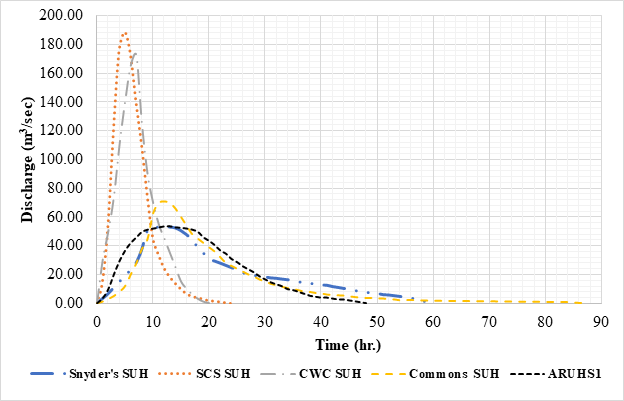 200.00
180.00
160.00
140.00
120.00
100.00
80.00
60.00
40.00
20.00
0.00
Discharge (m³/sec)
0 10 20 30 40 50 60 70 80 90
Time (hr.)
Snyder's SUH SCS SUH CWC SUH Commons SUH ARUHS1